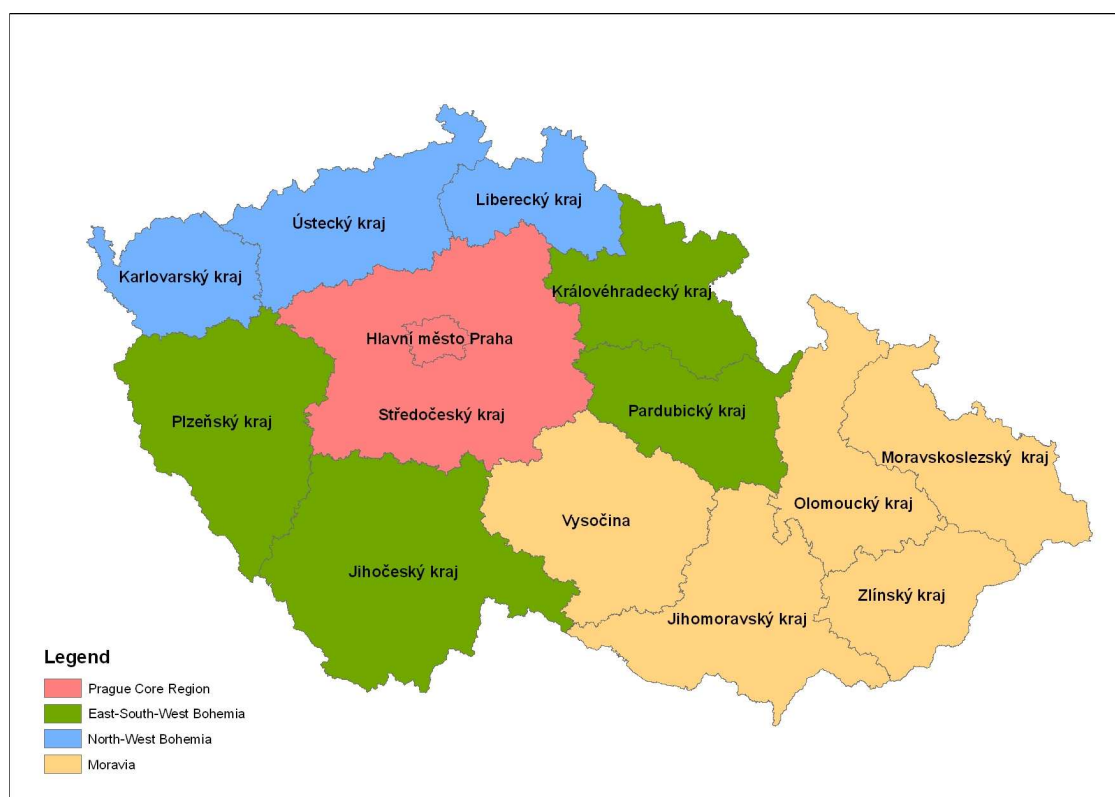 Liberecký kraj
Ústecký kraj
Karlovarský kraj
Královéhradecký kraj
Hlavní město Praha
Středočeský kraj
Pardubický kraj
Plzeňský kraj
Moravskoslezský kraj
Olomoucký kraj
Vysočina
Jihočeský kraj
Zlínský kraj
Jihomoravský kraj
Legend
Prague Core Region
East-South-West Bohemia
North-West Bohemia
Moravia